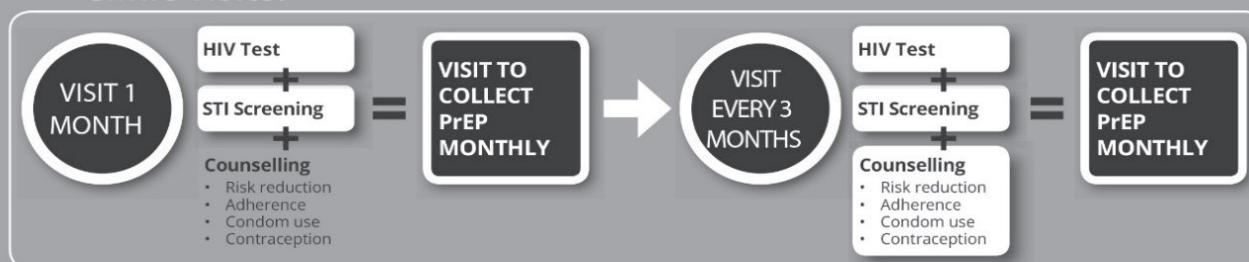 VISIT 1
MONTH
HIV Test
+
STI Screening
+
Counselling
• Risk reduction
• Adherence
• Condom use
• Contraception
=
VISIT TO
COLLECT
PrEP
MONTHLY
VISIT
EVERY 3
MONTHS
HIV Test
+
STI Screening
+
Counselling
• Risk reduction
• Adherence
• Condom use
• Contraception
=
VISIT TO
COLLECT
PrEP
MONTHLY